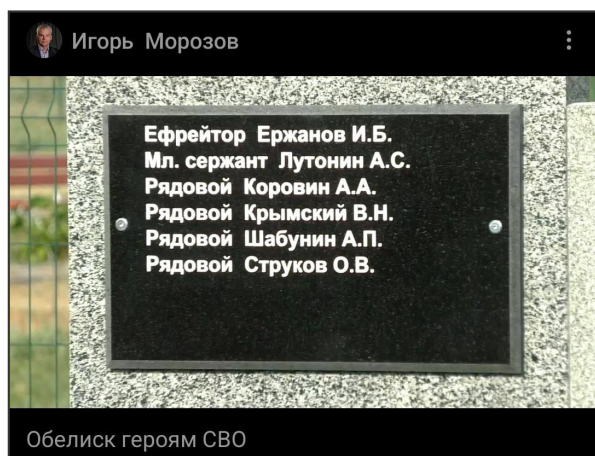 Игорь Морозов
Ефрейтор Ержанов И.Б.
Мл. сержант Лутонин А.С.
Рядовой Коровин А.А.
Рядовой Крымский В.Н.
Рядовой Шабунин А.П.
Рядовой Струков О.В.
Обелиск героям СВО